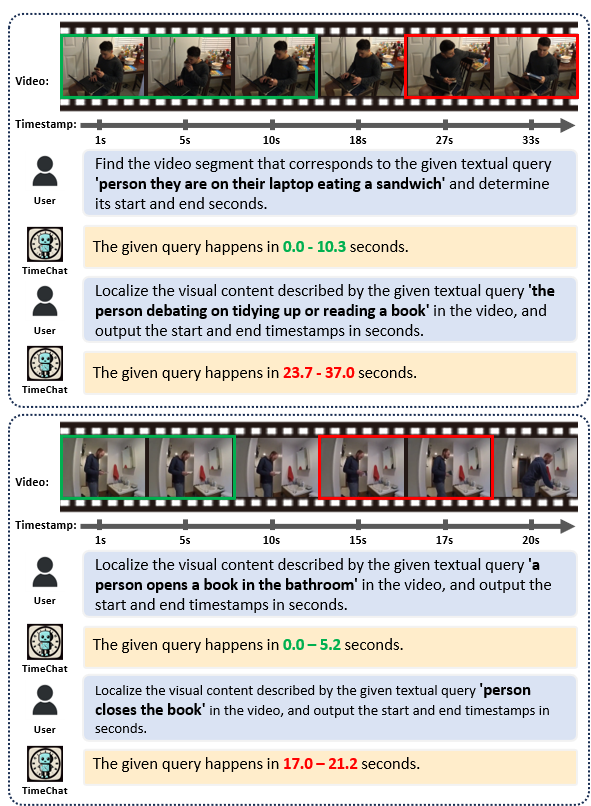 Video:
Timestamp:
1s 5s 10s 18s 27s 33s
User
Find the video segment that corresponds to the given textual query
'person they are on their laptop eating a sandwich' and determine
its start and end seconds.
TimeChat
The given query happens in 0.0 - 10.3 seconds.
User
Localize the visual content described by the given textual query 'the
person debating on tidying up or reading a book' in the video, and
output the start and end timestamps in seconds.
TimeChat
The given query happens in 23.7 - 37.0 seconds.
Video:
Timestamp:
1s 5s 10s 15s 17s 20s
User
Localize the visual content described by the given textual query 'a
person opens a book in the bathroom' in the video, and output the
start and end timestamps in seconds.
TimeChat
The given query happens in 0.0 – 5.2 seconds.
User
Localize the visual content described by the given textual query 'person
closes the book' in the video, and output the start and end timestamps in
seconds.
TimeChat
The given query happens in 17.0 – 21.2 seconds.